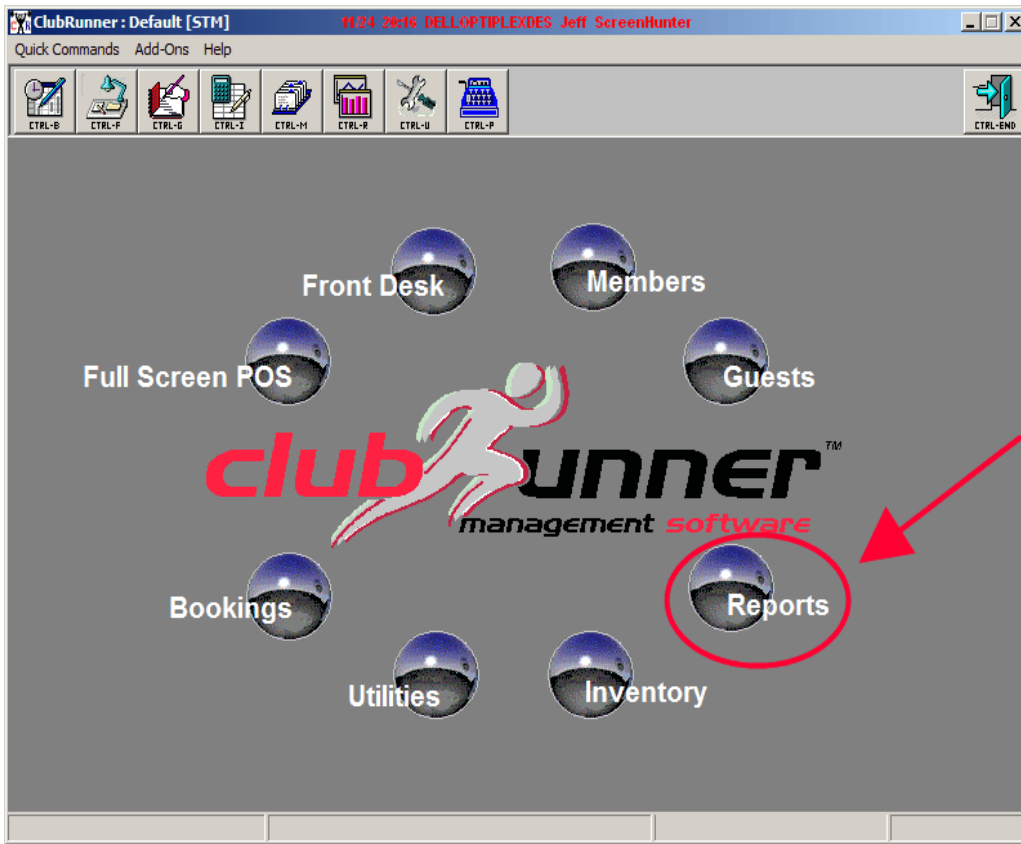 ClubRunner : Default [STM] 11:24 20:16 DELLOPTIPLEXDES Jeff ScreenHunter
Quick Commands Add-Ons Help
CTRL-B CTRL-F CTRL-G CTRL-I CTRL-M CTRL-R CTRL-U CTRL-P CTRL-END
Front Desk Members
Full Screen POS Guests
clubRunner™
management software
Bookings Reports
Utilities Inventory